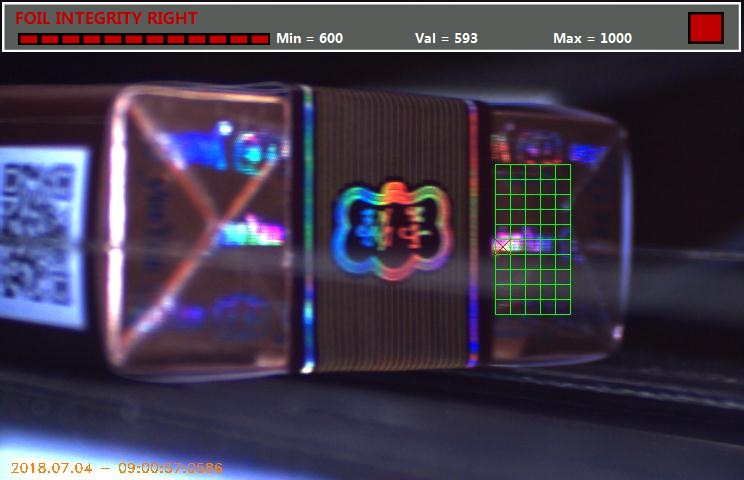 FOIL INTEGRITY RIGHT
Min = 600 Val = 593 Max = 1000
2018.07.04 – 09:00:57.0586